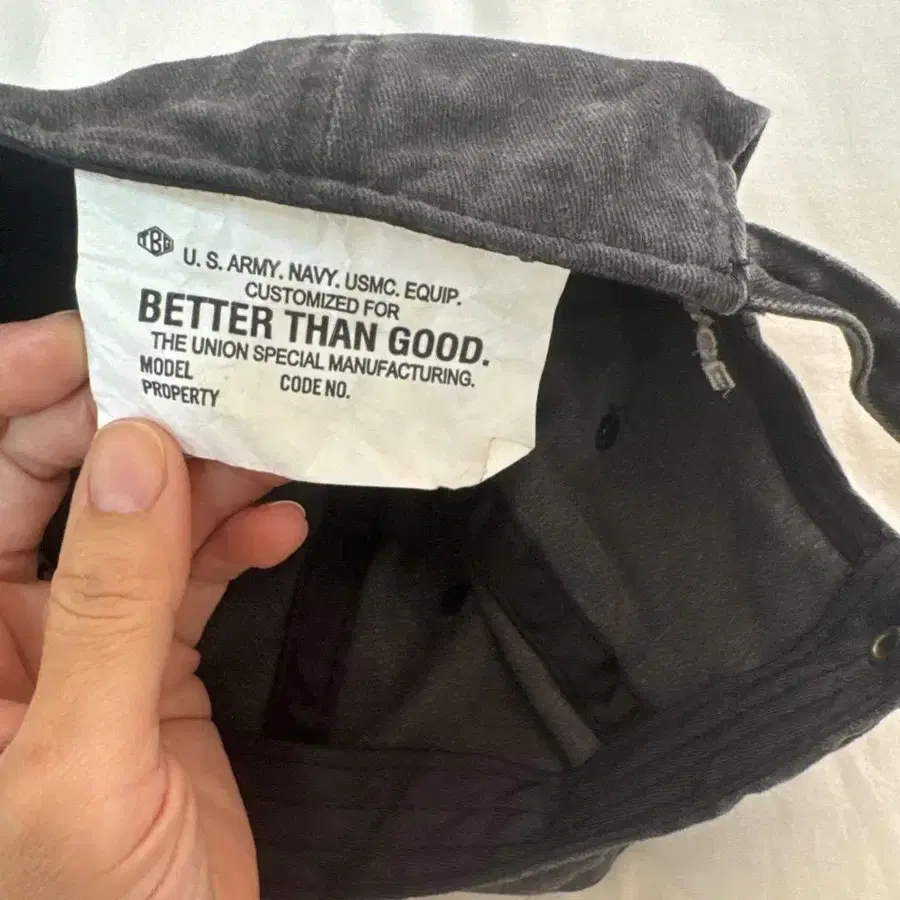 TBG
U. S. ARMY. NAVY. USMC. EQUIP.
CUSTOMIZED FOR
BETTER THAN GOOD.
THE UNION SPECIAL MANUFACTURING.
MODEL CODE NO.
PROPERTY